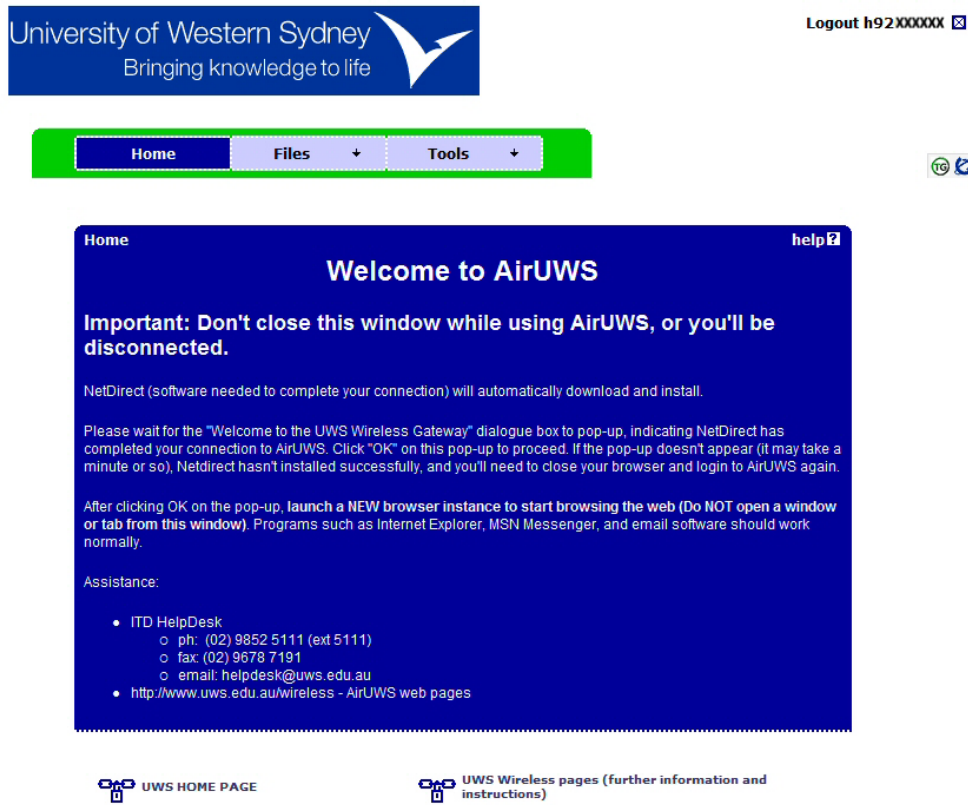 University of Western Sydney
Bringing knowledge to life
Logout h92XXXXXX
Home Files Tools
TG
Home help?
Welcome to AirUWS
Important: Don't close this window while using AirUWS, or you'll be
disconnected.
NetDirect (software needed to complete your connection) will automatically download and install.
Please wait for the "Welcome to the UWS Wireless Gateway" dialogue box to pop-up, indicating NetDirect has
completed your connection to AirUWS. Click "OK" on this pop-up to proceed. If the pop-up doesn't appear (it may take a
minute or so), Netdirect hasn't installed successfully, and you'll need to close your browser and login to AirUWS again.
After clicking OK on the pop-up, launch a NEW browser instance to start browsing the web (Do NOT open a window
or tab from this window). Programs such as Internet Explorer, MSN Messenger, and email software should work
normally.
Assistance:
ITD HelpDesk
ph: (02) 9852 5111 (ext 5111)
fax: (02) 9678 7191
email: helpdesk@uws.edu.au
http://www.uws.edu.au/wireless - AirUWS web pages
UWS HOME PAGE
UWS Wireless pages (further information and
instructions)